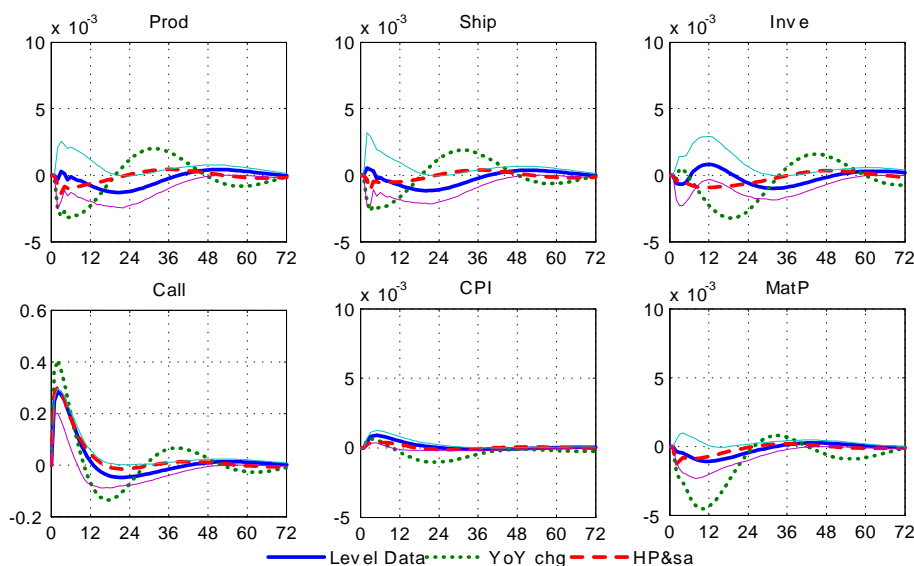 Prod Ship Inve
x 10-3 x 10-3 x 10-3
10 10 10
5 5 5
0 0 0
-5 -5 -5
0 12 24 36 48 60 72 0 12 24 36 48 60 72 0 12 24 36 48 60 72
Call CPI MatP
x 10-3 x 10-3
0.6 10 10
0.4
5 5
0.2
0 0 0
-0.2 -5 -5
0 12 24 36 48 60 72 0 12 24 36 48 60 72 0 12 24 36 48 60 72
Level Data YoY chg HP&sa